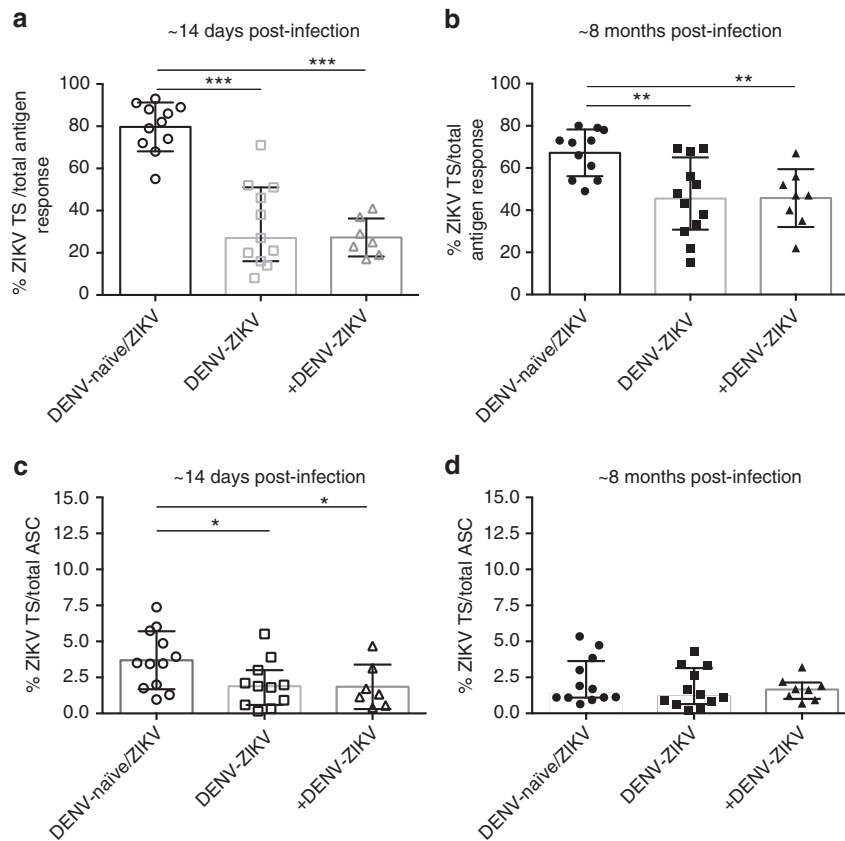 a
~14 days post-infection
% ZIKV TS /total antigen
response
100
80
60
40
20
0
***
***
DENV-naïve/ZIKV
DENV-ZIKV
+DENV-ZIKV
b
~8 months post-infection
% ZIKV TS/total
antigen response
100
80
60
40
20
0
**
**
DENV-naïve/ZIKV
DENV-ZIKV
+DENV-ZIKV
c
~14 days post-infection
% ZIKV TS/total ASC
15.0
12.5
10.0
7.5
5.0
2.5
0.0
*
*
DENV-naïve/ZIKV
DENV-ZIKV
+DENV-ZIKV
d
~8 months post-infection
% ZIKV TS/total ASC
15.0
12.5
10.0
7.5
5.0
2.5
0.0
DENV-naïve/ZIKV
DENV-ZIKV
+DENV-ZIKV